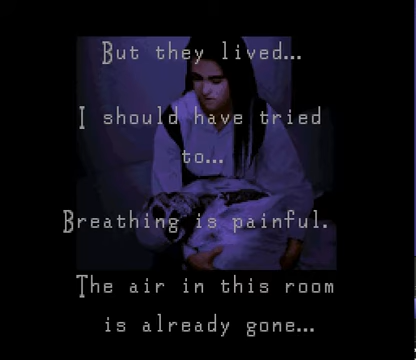 But they lived...
I should have tried
to...
Breathing is painful.
The air in this room
is already gone...